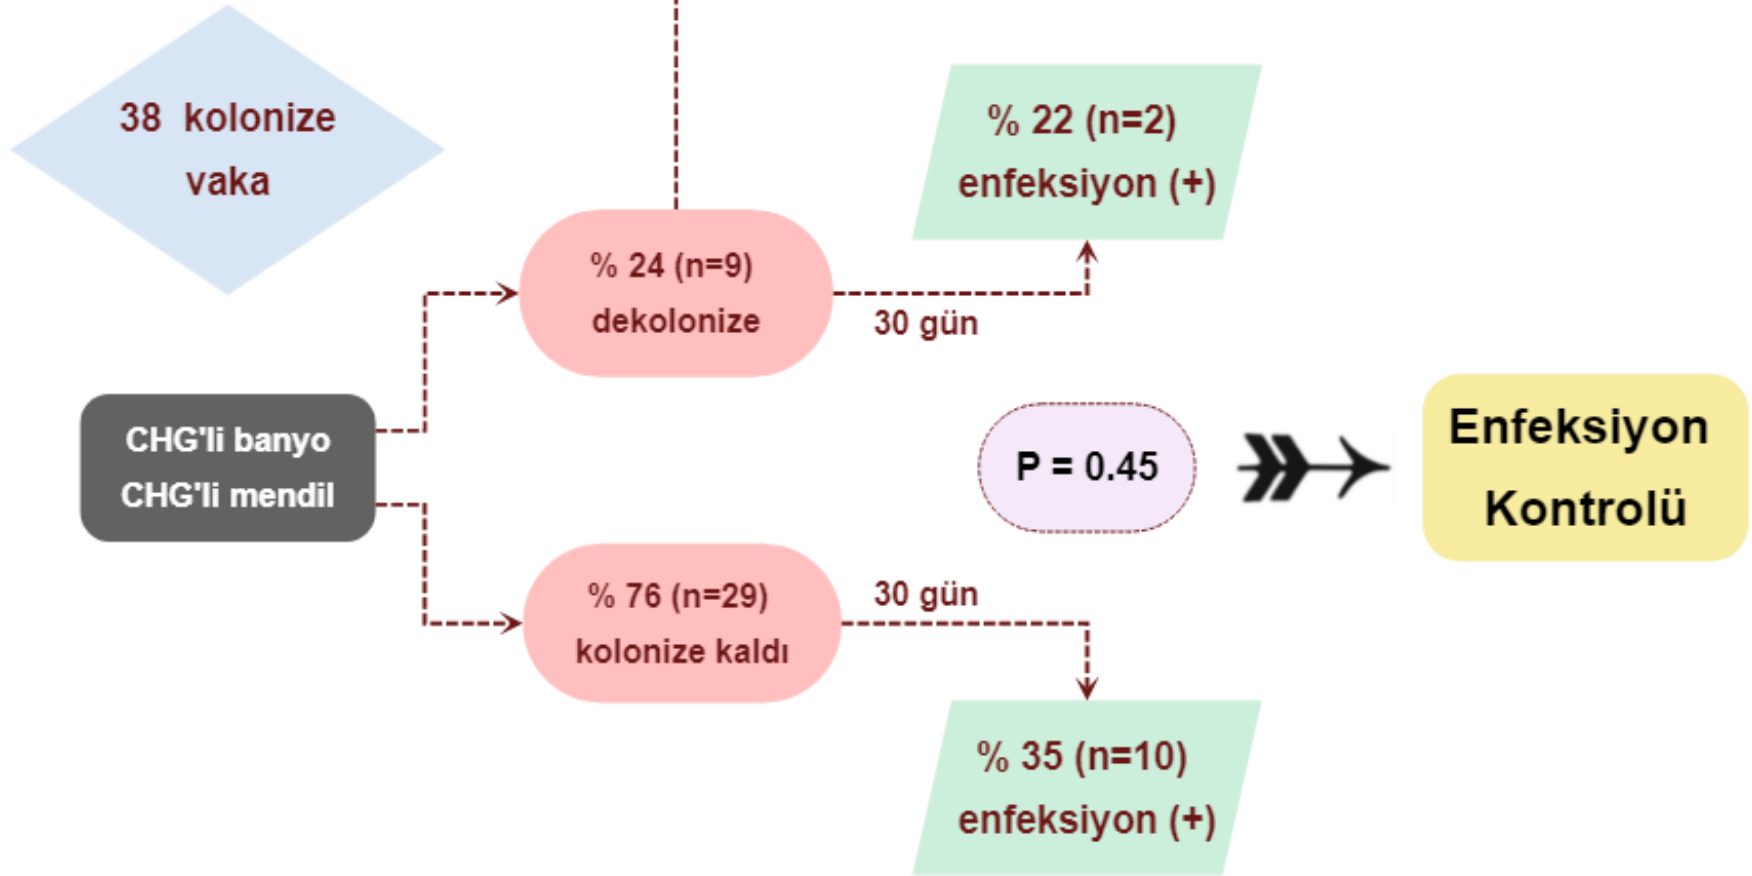 38 kolonize
vaka
% 22 (n=2)
enfeksiyon (+)
% 24 (n=9)
dekolonize
30 gün
CHG'li banyo
CHG'li mendil
P = 0.45
Enfeksiyon
Kontrolü
% 76 (n=29)
kolonize kaldı
30 gün
% 35 (n=10)
enfeksiyon (+)